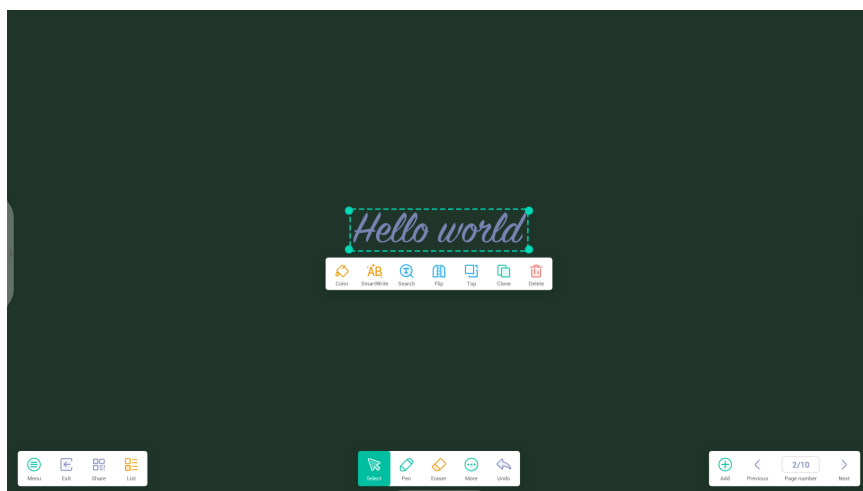 Hello world
Color SmartWrite Search Flip Top Clone Delete
Menu Exit Share List Select Pen Eraser More Undo Add Previous 2/10 Page number Next